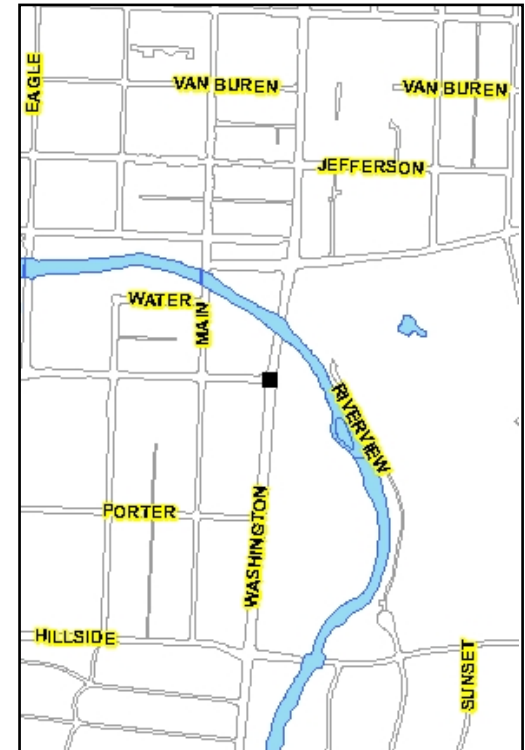 EAGLE
VAN BUREN
VAN BUREN
JEFFERSON
WATER
MAIN
RIVERVIEW
PORTER
WASHINGTON
HILLSIDE
SUNSET